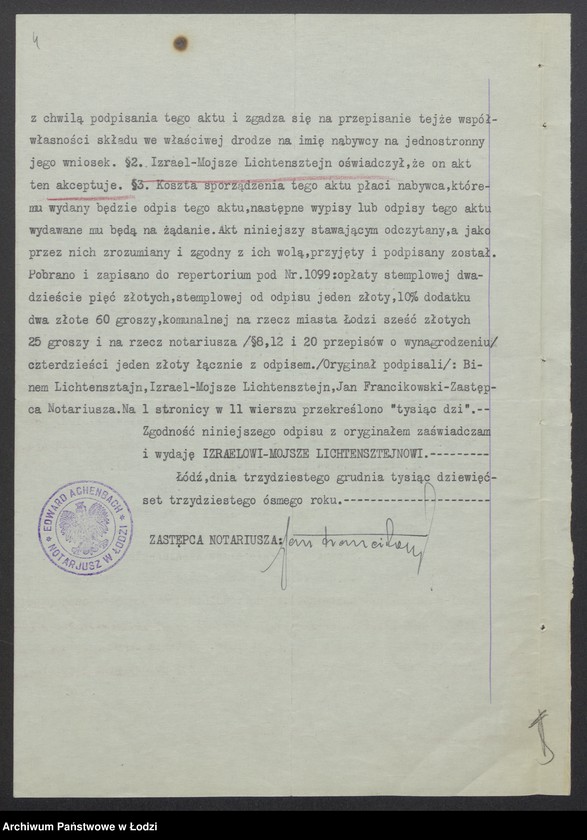 4
z chwilą podpisania tego aktu i zgadza się na przepisanie tejże współ-
własności składu we właściwej drodze na imię nabywcy na jednostronny
jego wniosek. §2. Izrael-Mojsze Lichtensztejn oświadczył,że on akt
ten akceptuje. §3. Koszta sporządzenia tego aktu płaci nabywca,które-
mu wydany będzie odpis tego aktu,następne wypisy lub odpisy tego aktu
wydawane mu będą na żądanie.Akt niniejszy stawającym odczytany,a jako
przez nich zrozumiany i zgodny z ich wolą,przyjęty i podpisany został.
Pobrano i zapisano do repertorium pod Nr.1099:opłaty stemplowej dwa-
dzieście pięć złotych,stemplowej od odpisu jeden złoty,10% dodatku
dwa złote 60 groszy,komunalnej na rzecz miasta Łodzi sześć złotych
25 groszy i na rzecz notariusza /§8,12 i 20 przepisów o wynagrodzeniu/
czterdzieści jeden złoty łącznie z odpisem./Oryginał podpisali/: Bi-
nem Lichtensztajn,Izrael-Mojsze Lichtensztejn,Jan Francikowski-Zastęp-
ca Notariusza.Na 1 stronicy w 11 wierszu przekreślono "tysiąc dzi".--
Zgodność niniejszego odpisu z oryginałem zaświadczam
i wydaję IZRAELOWI-MOJSZE LICHTENSZTEJNOWI.---------
Łódź,dnia trzydziestego grudnia tysiąc dziewięć-
set trzydziestego ósmego roku.----------------------
EDWARD ACHENBACH
NOTARJUSZ W ŁODZI
ZASTĘPCA NOTARIUSZA:
Archiwum Państwowe w Łodzi